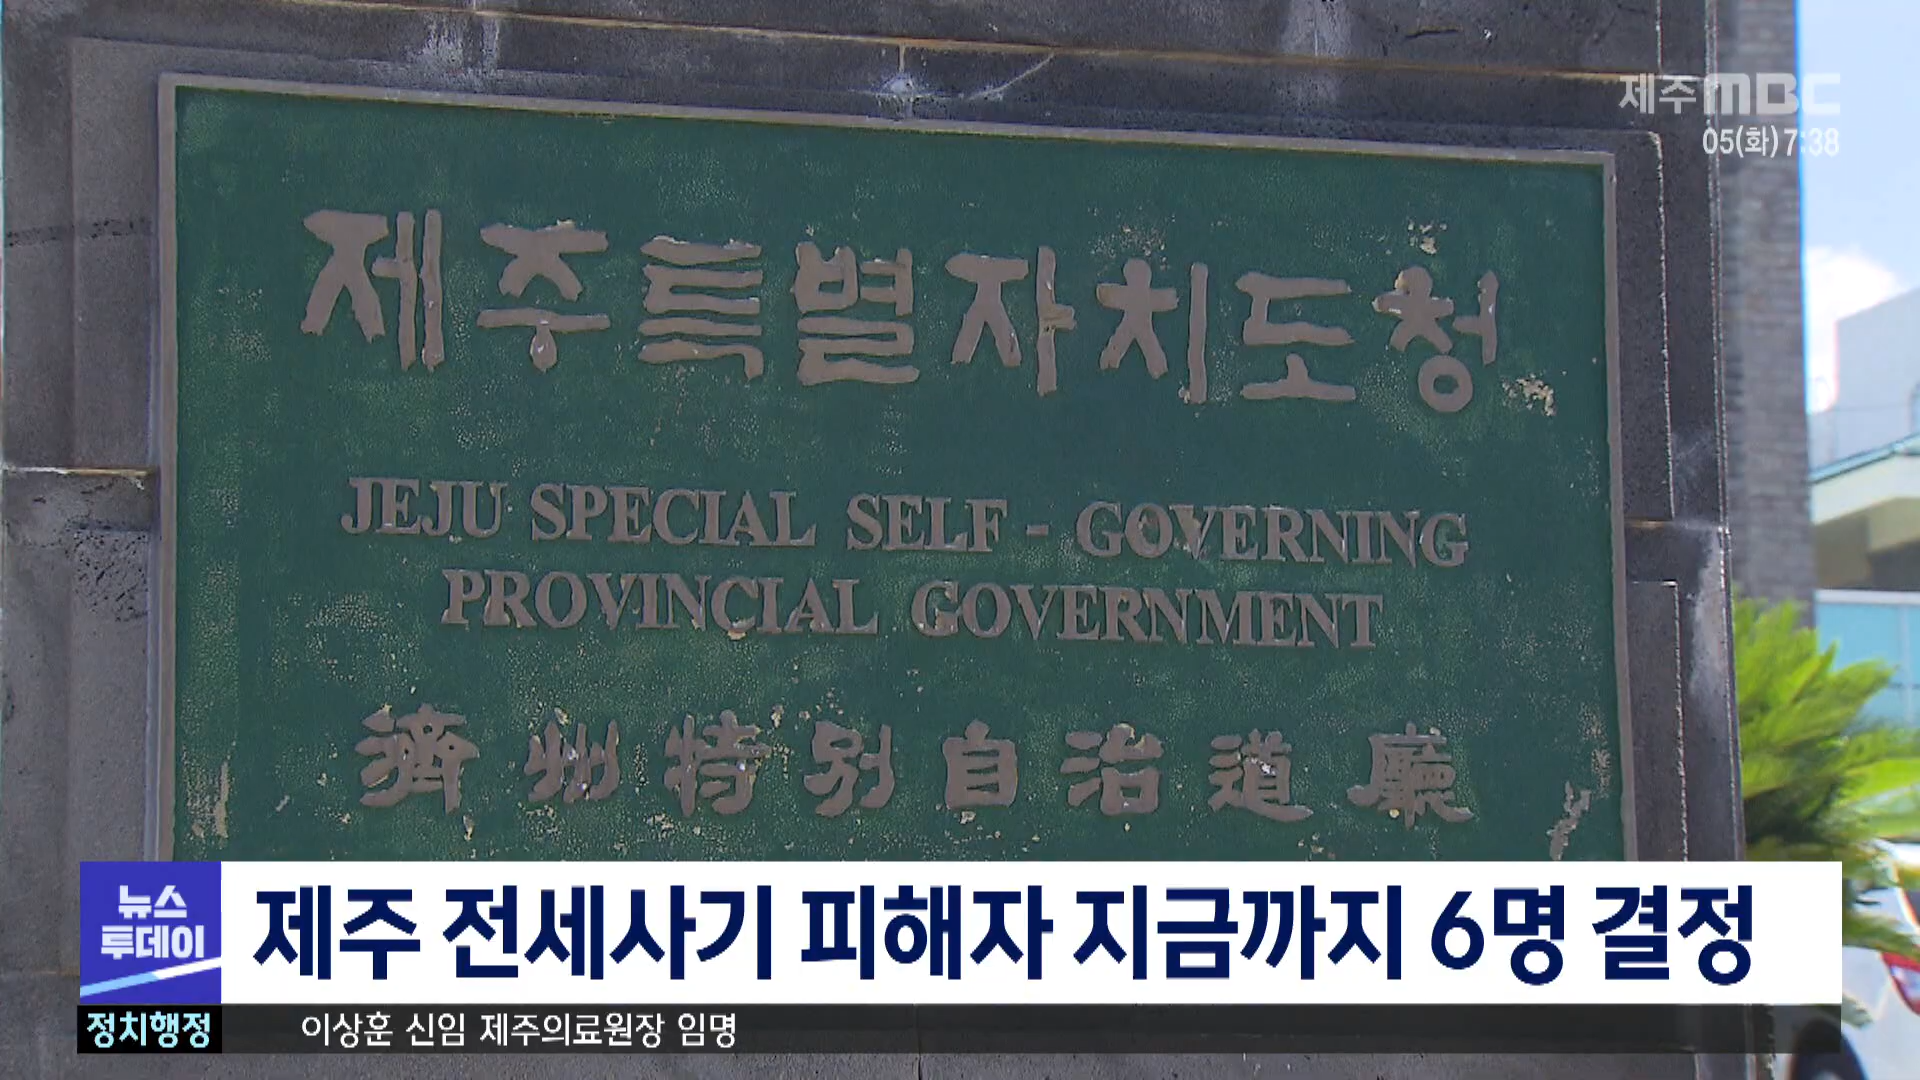 제주MBC
05(화) 7:38
제주특별자치도청
JEJU SPECIAL SELF - GOVERNING
PROVINCIAL GOVERNMENT
濟州特別自治道廳
뉴스
투데이
제주 전세사기 피해자 지금까지 6명 결정
정치행정
이상훈 신임 제주의료원장 임명